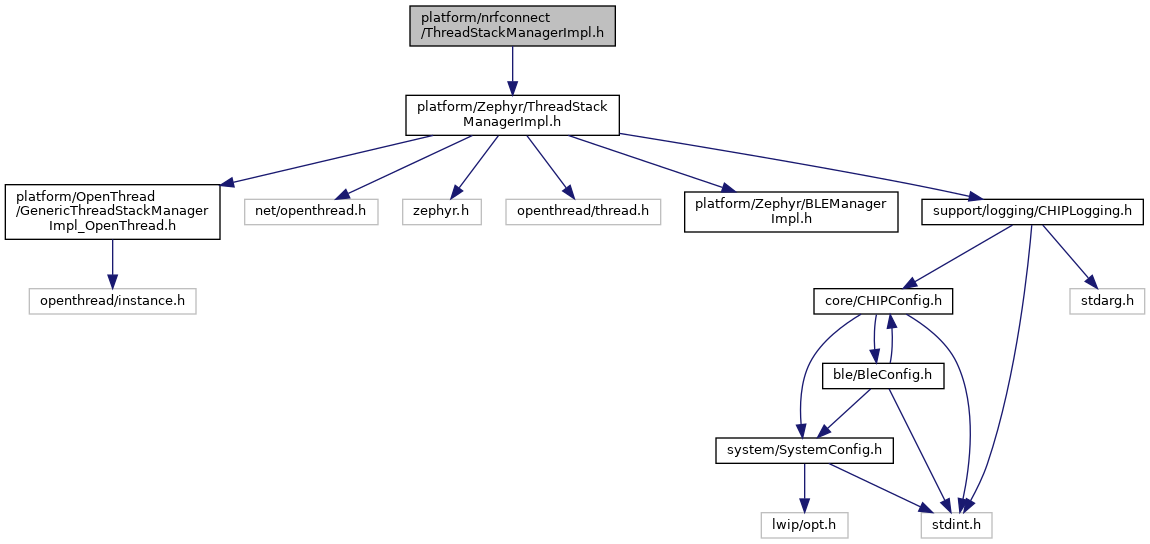 platform/nrfconnect
/ThreadStackManagerImpl.h
platform/Zephyr/ThreadStack
ManagerImpl.h
platform/OpenThread
/GenericThreadStackManager
Impl_OpenThread.h
net/openthread.h
zephyr.h
openthread/thread.h
platform/Zephyr/BLEManager
Impl.h
support/logging/CHIPLogging.h
openthread/instance.h
core/CHIPConfig.h
stdarg.h
ble/BleConfig.h
system/SystemConfig.h
lwip/opt.h
stdint.h